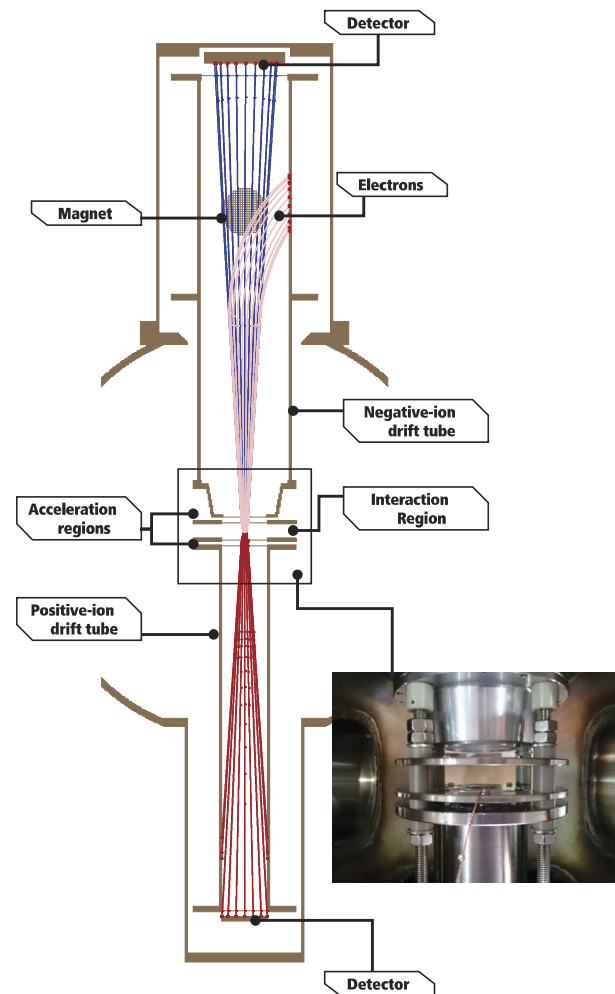 Detector
Electrons
Magnet
Negative-ion
drift tube
Acceleration
regions
Interaction
Region
Positive-ion
drift tube
Detector